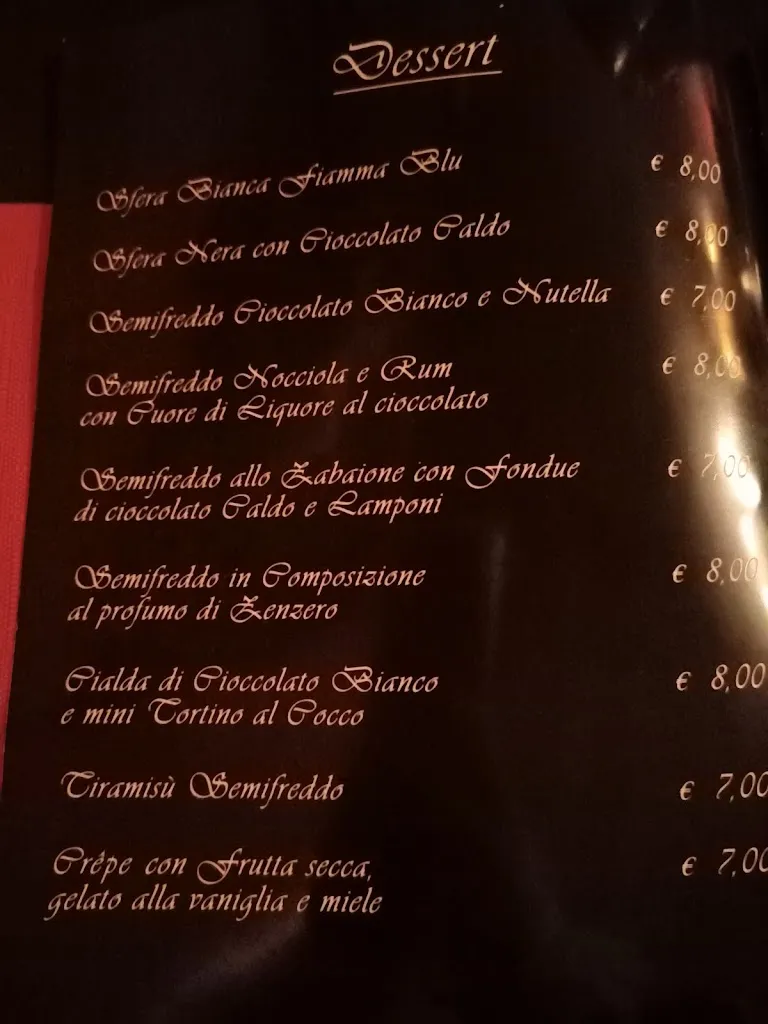 Dessert
Sfera Bianca Fiamma Blu € 8,00
Sfera Nera con Cioccolato Caldo € 8,00
Semifreddo Cioccolato Bianco e Nutella € 7,00
Semifreddo Nocciola e Rum € 8,00
con Cuore di Liquore al cioccolato
Semifreddo allo Zabaione con Fondue € 7,00
di cioccolato Caldo e Lamponi
Semifreddo in Composizione € 8,00
al profumo di Zenzero
Cialda di Cioccolato Bianco € 8,00
e mini Tortino al Cocco
Tiramisù Semifreddo € 7,00
Crêpe con Frutta secca, € 7,00
gelato alla vaniglia e miele